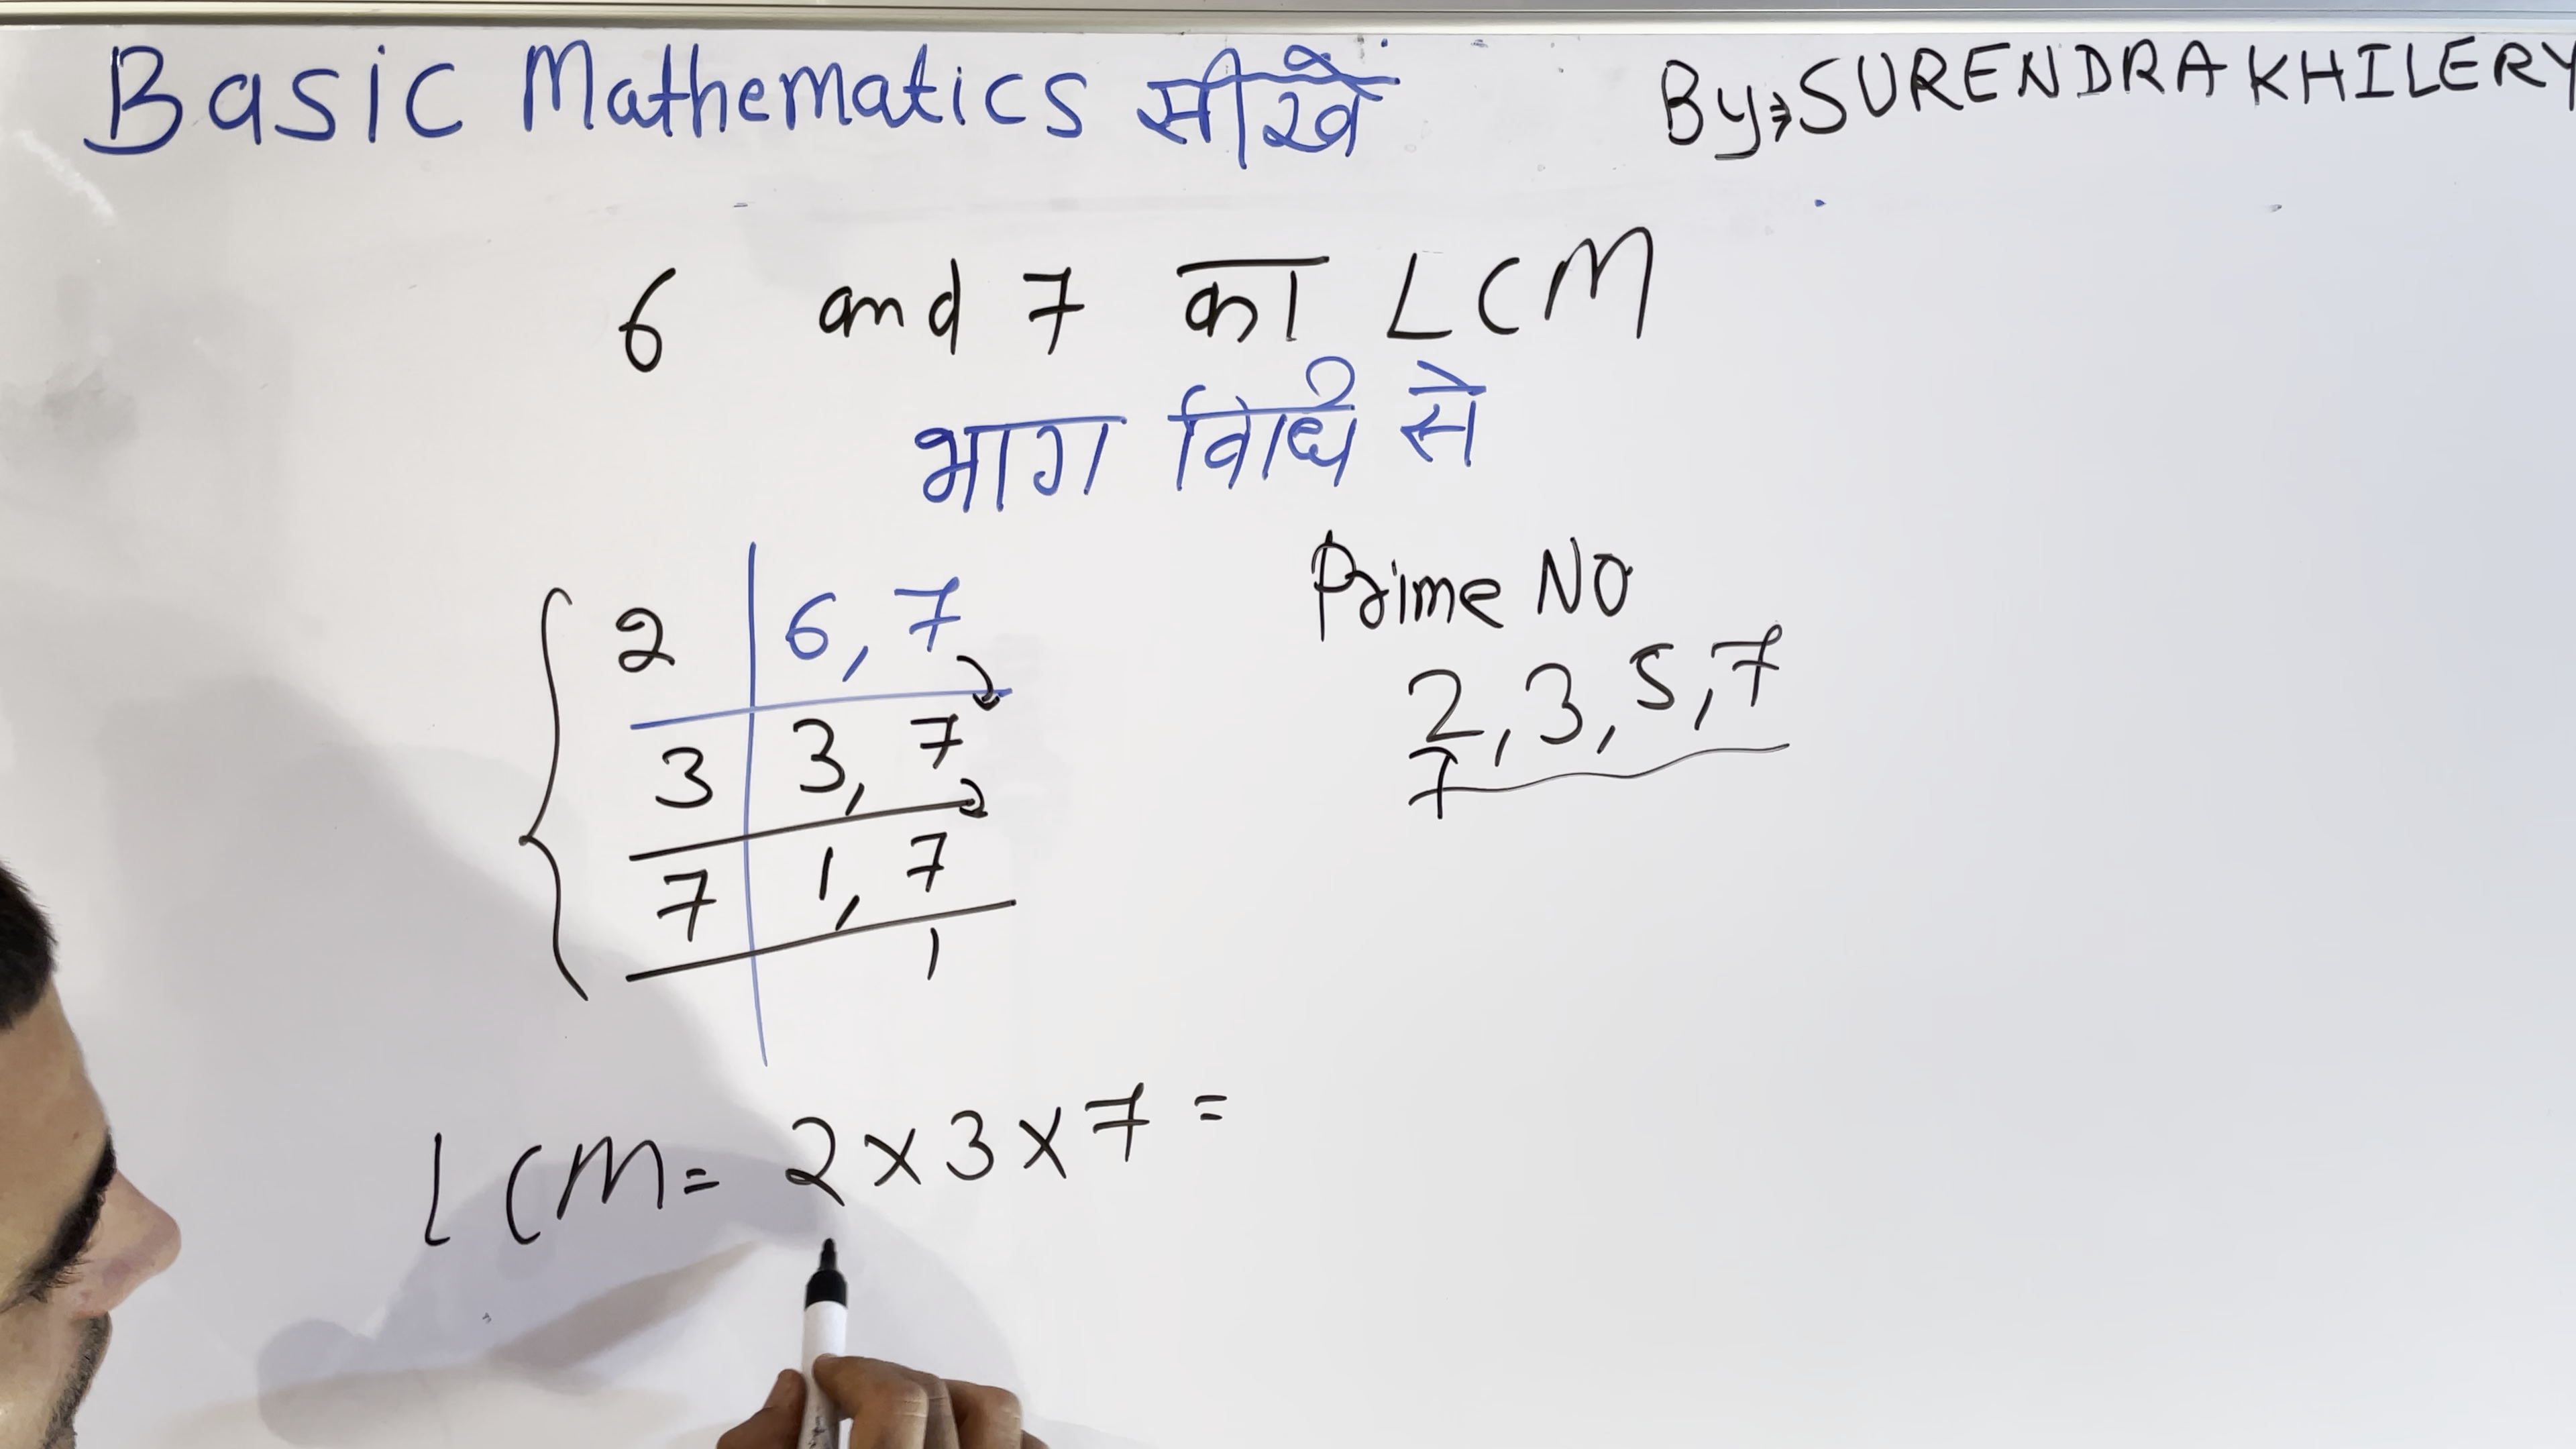 Basic Mathematics सीखे By⇒ SURENDRA KHILERY
6 and 7 का LCM
भाग विधि से
2 | 6, 7
3 | 3, 7
7 | 1, 7
1
Prime NO
2, 3, 5, 7
7
LCM = 2 x 3 x 7 =